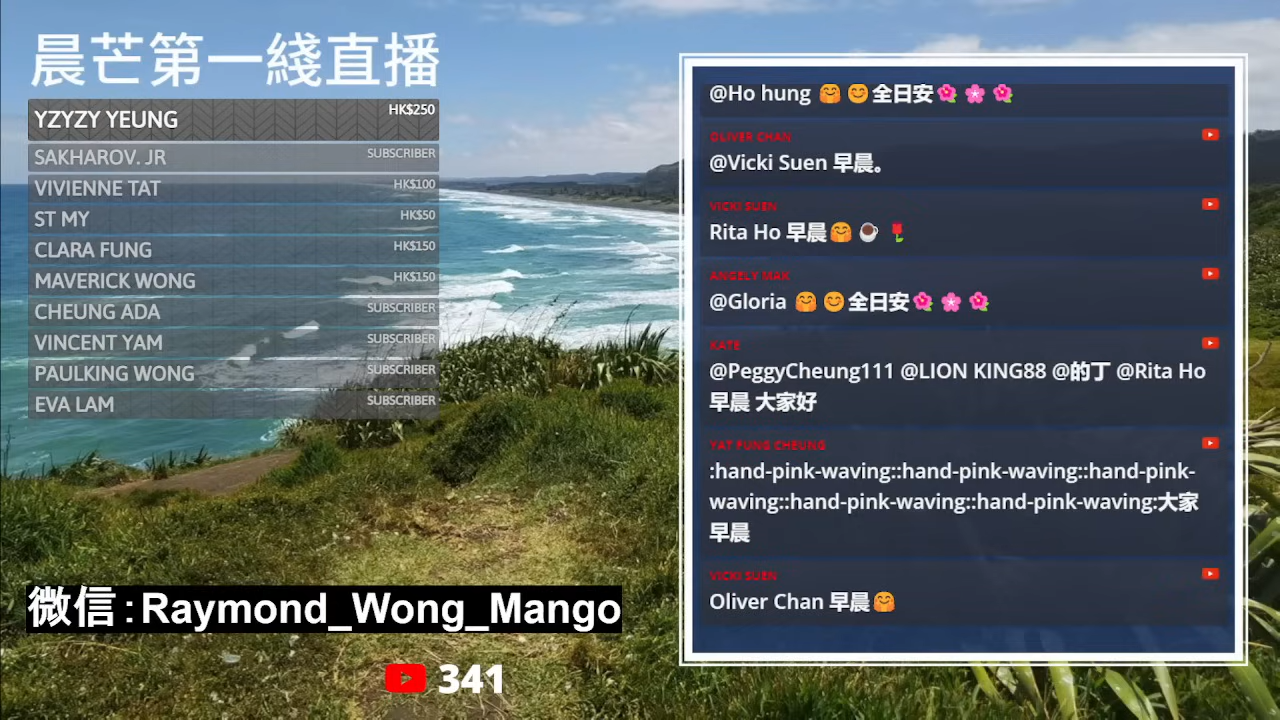 晨芒第一綫直播
YZYZY YEUNG HK$250
SAKHAROV. JR SUBSCRIBER
VIVIENNE TAT HK$100
ST MY HK$50
CLARA FUNG HK$150
MAVERICK WONG HK$150
CHEUNG ADA SUBSCRIBER
VINCENT YAM SUBSCRIBER
PAULKING WONG SUBSCRIBER
EVA LAM SUBSCRIBER
微信:Raymond_Wong_Mango
341
@Ho hung 🤗 😊全日安🌺 🌸 🌺
OLIVER CHAN
@Vicki Suen 早晨。
VICKI SUEN
Rita Ho 早晨🤗 ☕ 🌷
ANGELY MAK
@Gloria 🤗 😊全日安🌺 🌸 🌺
KATE
@PeggyCheung111 @LION KING88 @的丁 @Rita Ho
早晨 大家好
YAT FUNG CHEUNG
:hand-pink-waving::hand-pink-waving::hand-pink-
waving::hand-pink-waving::hand-pink-waving:大家
早晨
VICKI SUEN
Oliver Chan 早晨🤗